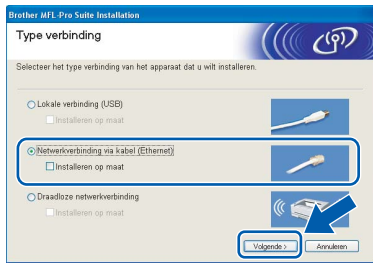 Brother MFL-Pro Suite Installation
Type verbinding
Selecteer het type verbinding van het apparaat dat u wilt installeren.
Lokale verbinding (USB)
Installeren op maat
Netwerkverbinding via kabel (Ethernet)
Installeren op maat
Draadloze netwerkverbinding
Installeren op maat
Volgende >
Annuleren